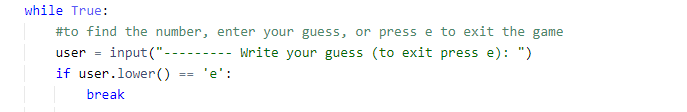 while True:
#to find the number, enter your guess, or press e to exit the game
user = input("--------- Write your guess (to exit press e): ")
if user.lower() == 'e':
break